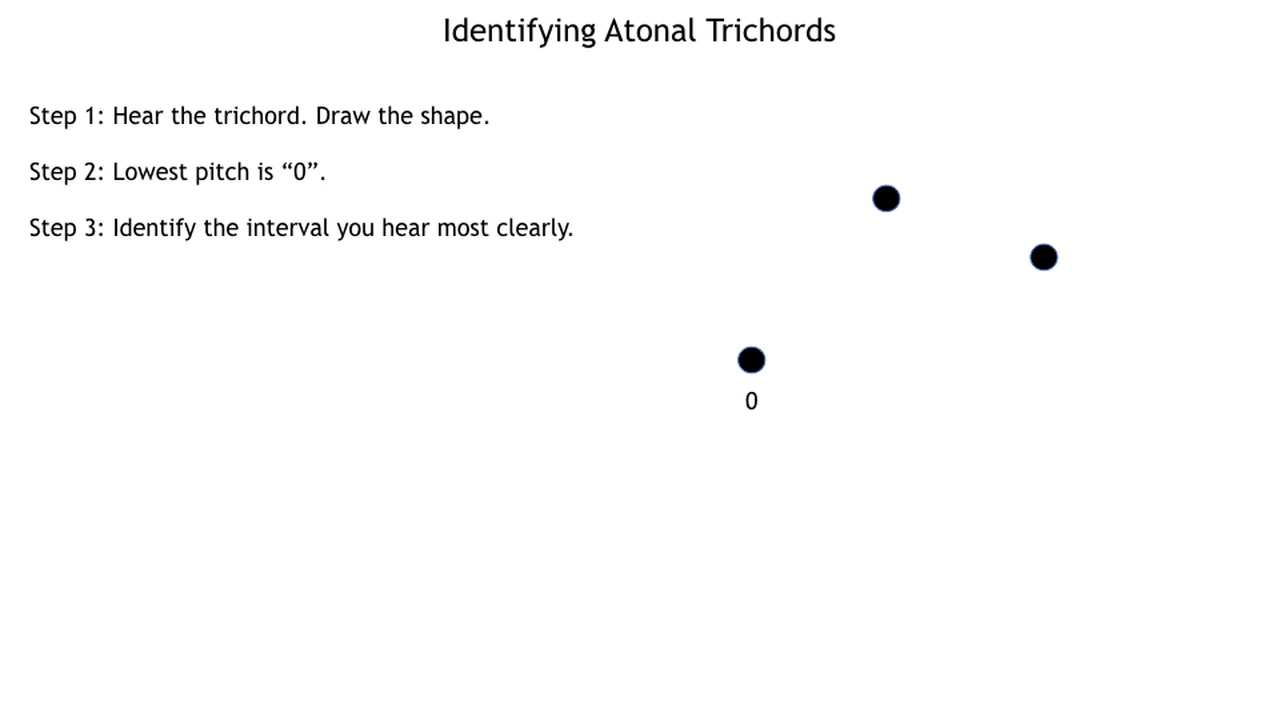 Identifying Atonal Trichords
Step 1: Hear the trichord. Draw the shape.
Step 2: Lowest pitch is “0”.
Step 3: Identify the interval you hear most clearly.
0